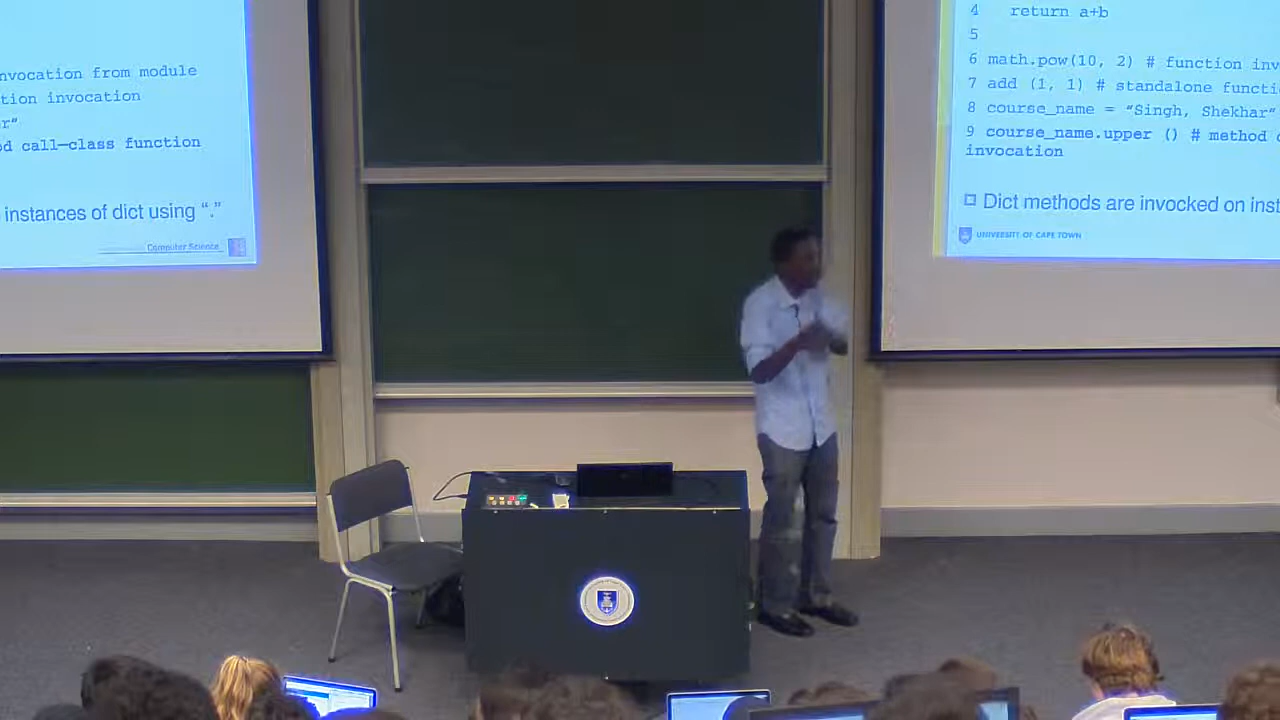 nvocation from module
tion invocation
r”
od call—class function
instances of dict using “.”
Computer Science
4 return a+b
5
6 math.pow(10, 2) # function inv
7 add (1, 1) # standalone functi
8 course_name = “Singh, Shekhar”
9 course_name.upper () # method
invocation
Dict methods are invoked on inst
UNIVERSITY OF CAPE TOWN